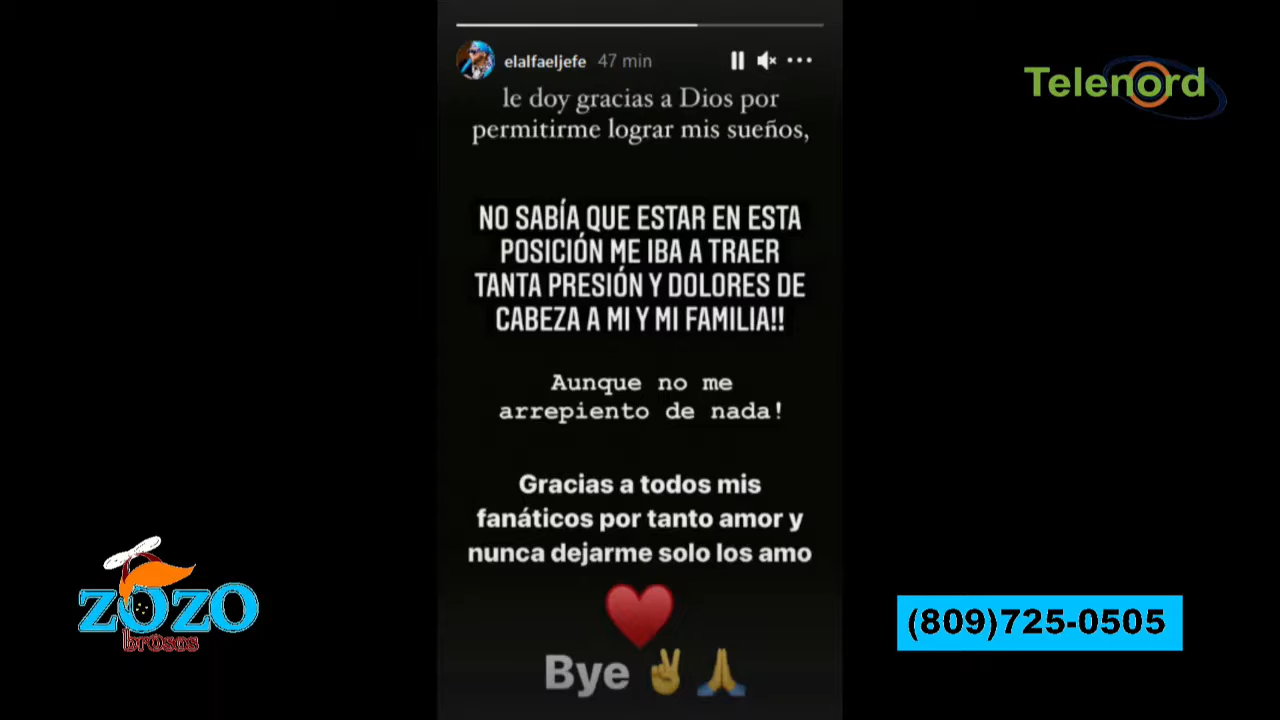 elalfaeljefe 47 min
Telenord
le doy gracias a Dios por
permitirme lograr mis sueños,
NO SABÍA QUE ESTAR EN ESTA
POSICIÓN ME IBA A TRAER
TANTA PRESIÓN Y DOLORES DE
CABEZA A MI Y MI FAMILIA!!
Aunque no me
arrepiento de nada!
Gracias a todos mis
fanáticos por tanto amor y
nunca dejarme solo los amo
Bye
zozo
brosos
(809)725-0505